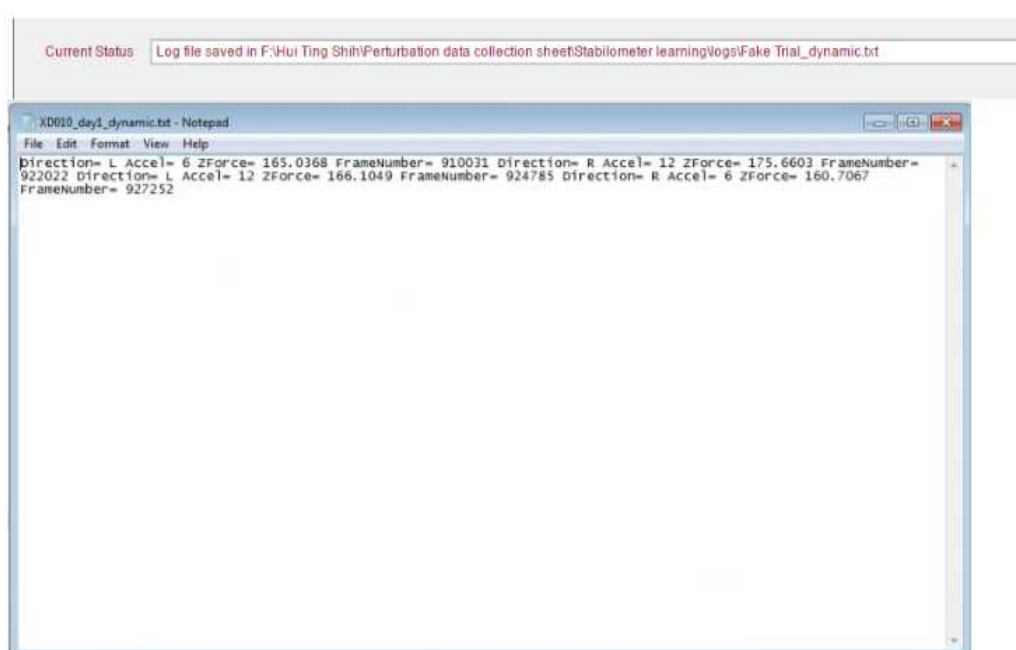 Current Status Log file saved in F:\Hui Ting Shih\Perturbation data collection sheet\Stabilometer learning\logs\Fake Trial_dynamic.txt
XD010_day1_dynamic.txt - Notepad
File Edit Format View Help
Direction= L Accel= 6 ZForce= 165.0368 FrameNumber= 910031 Direction= R Accel= 12 ZForce= 175.6603 FrameNumber=
922022 Direction= L Accel= 12 ZForce= 166.1049 FrameNumber= 924785 Direction= R Accel= 6 ZForce= 160.7067
FrameNumber= 927252